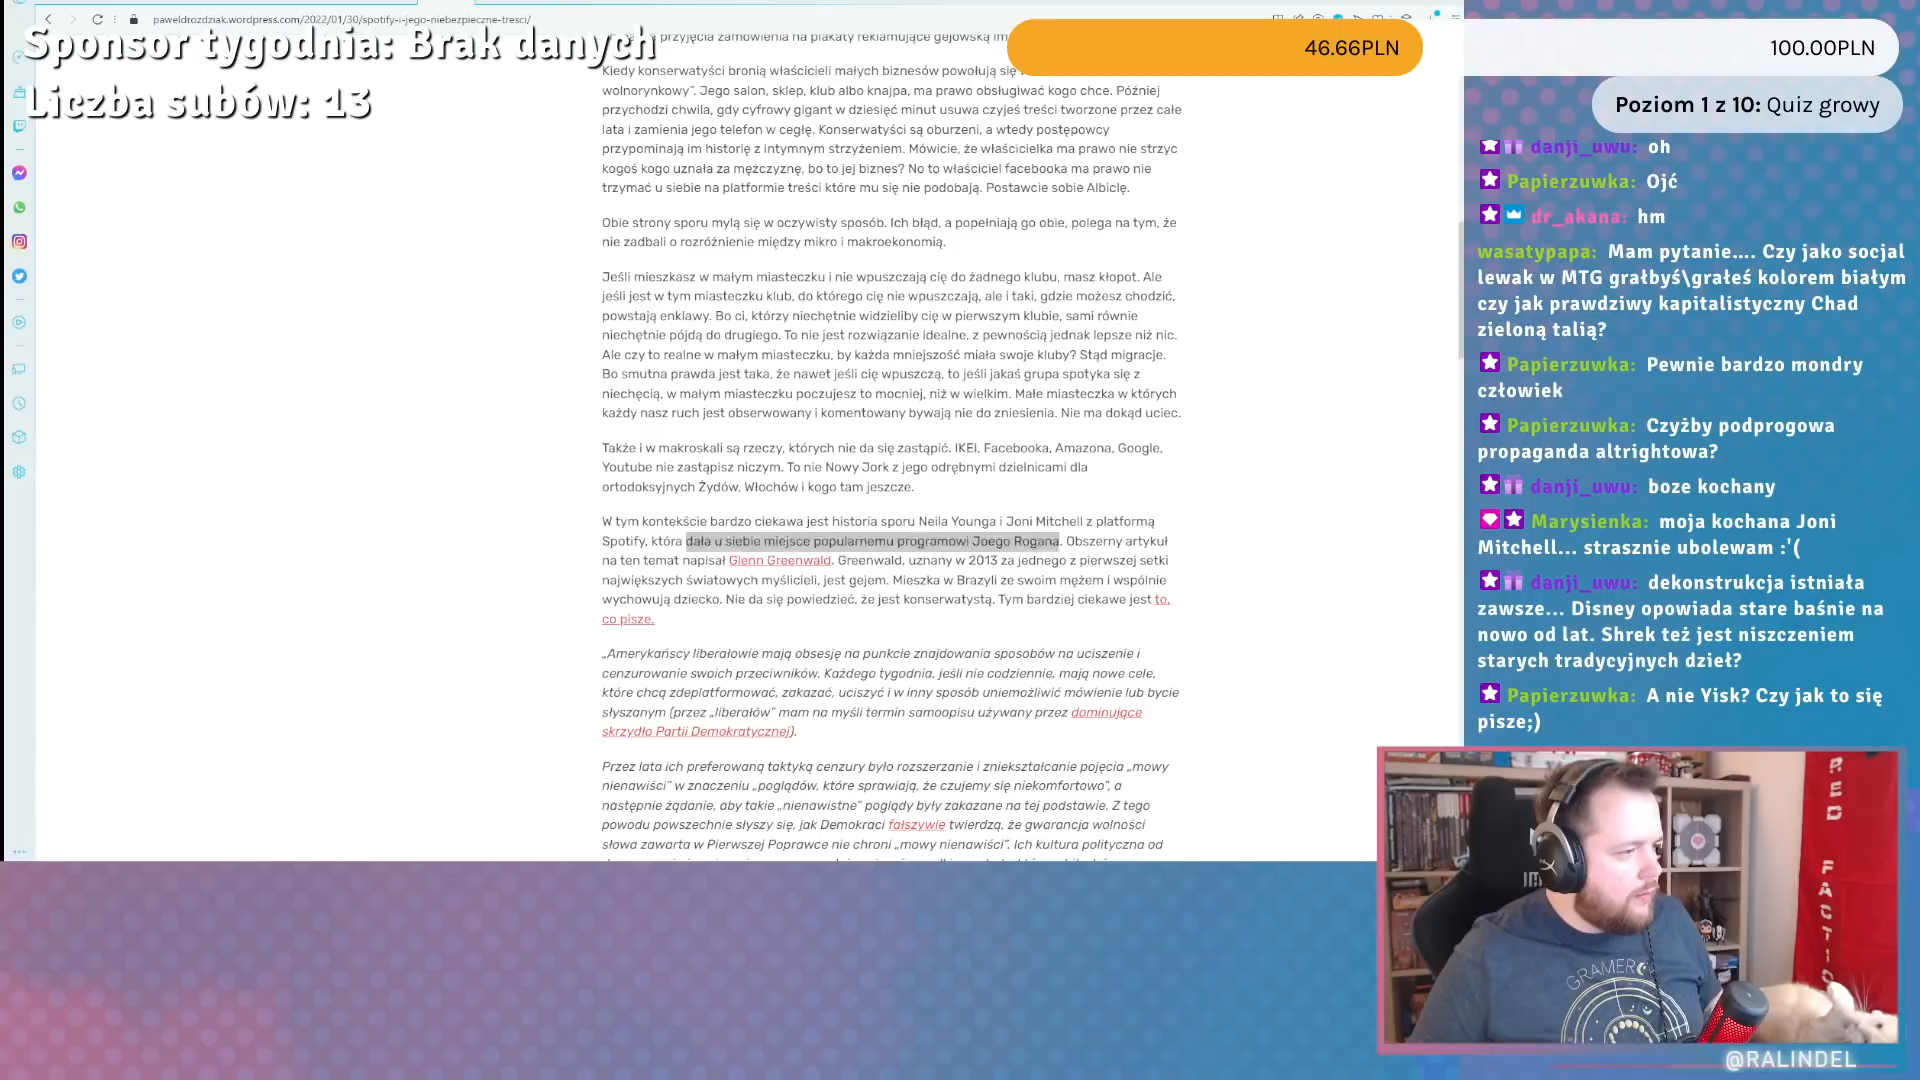 paweldrozdziak.wordpress.com/2022/01/30/spotify-i-jego-niebezpieczne-tresci/
Sponsor tygodnia: Brak danych
Liczba subów: 13
przyjęcia zamówienia na plakaty reklamujące gejowską im
Kiedy konserwatyści bronią właścicieli małych biznesów powołują się
wolnorynkowy”. Jego salon, sklep, klub albo knajpa, ma prawo obsługiwać kogo chce. Później
przychodzi chwila, gdy cyfrowy gigant w dziesięć minut usuwa czyjeś treści tworzone przez całe
lata i zamienia jego telefon w cegłę. Konserwatyści są oburzeni, a wtedy postępowcy
przypominają im historię z intymnym strzyżeniem. Mówicie, że właścicielka ma prawo nie strzyc
kogoś kogo uznała za mężczyznę, bo to jej biznes? No to właściciel facebooka ma prawo nie
trzymać u siebie na platformie treści które mu się nie podobają. Postawcie sobie Albiclę.
Obie strony sporu mylą się w oczywisty sposób. Ich błąd, a popełniają go obie, polega na tym, że
nie zadbali o rozróżnienie między mikro i makroekonomią.
Jeśli mieszkasz w małym miasteczku i nie wpuszczają cię do żadnego klubu, masz kłopot. Ale
jeśli jest w tym miasteczku klub, do którego cię nie wpuszczają, ale i taki, gdzie możesz chodzić,
powstają enklawy. Bo ci, którzy niechętnie widzieliby cię w pierwszym klubie, sami równie
niechętnie pójdą do drugiego. To nie jest rozwiązanie idealne, z pewnością jednak lepsze niż nic.
Ale czy to realne w małym miasteczku, by każda mniejszość miała swoje kluby? Stąd migracje.
Bo smutna prawda jest taka, że nawet jeśli cię wpuszczą, to jeśli jakaś grupa spotyka się z
niechęcią, w małym miasteczku poczujesz to mocniej, niż w wielkim. Małe miasteczka w których
każdy nasz ruch jest obserwowany i komentowany bywają nie do zniesienia. Nie ma dokąd uciec.
Także i w makroskali są rzeczy, których nie da się zastąpić. IKEI, Facebooka, Amazona, Google,
Youtube nie zastąpisz niczym. To nie Nowy Jork z jego odrębnymi dzielnicami dla
ortodoksyjnych Żydów, Włochów i kogo tam jeszcze.
W tym kontekście bardzo ciekawa jest historia sporu Neila Younga i Joni Mitchell z platformą
Spotify, która dała u siebie miejsce popularnemu programowi Joego Rogana. Obszerny artykuł
na ten temat napisał Glenn Greenwald. Greenwald, uznany w 2013 za jednego z pierwszej setki
największych światowych myślicieli, jest gejem. Mieszka w Brazyli ze swoim mężem i wspólnie
wychowują dziecko. Nie da się powiedzieć, że jest konserwatystą. Tym bardziej ciekawe jest to,
co pisze.
„Amerykańscy liberałowie mają obsesję na punkcie znajdowania sposobów na uciszenie i
cenzurowanie swoich przeciwników. Każdego tygodnia, jeśli nie codziennie, mają nowe cele,
które chcą zdeplatformować, zakazać, uciszyć i w inny sposób uniemożliwić mówienie lub bycie
słyszanym (przez „liberałów” mam na myśli termin samoopisu używany przez dominujące
skrzydło Partii Demokratycznej).
Przez lata ich preferowaną taktyką cenzury było rozszerzanie i zniekształcanie pojęcia „mowy
nienawiści” w znaczeniu „poglądów, które sprawiają, że czujemy się niekomfortowo”, a
następnie żądanie, aby takie „nienawistne” poglądy były zakazane na tej podstawie. Z tego
powodu powszechnie słyszy się, jak Demokraci fałszywie twierdzą, że gwarancja wolności
słowa zawarta w Pierwszej Poprawce nie chroni „mowy nienawiści”. Ich kultura polityczna od
46.66PLN
100.00PLN
Poziom 1 z 10: Quiz growy
danji_uwu: oh
Papierzuwka: Ojć
dr_akana: hm
wasatypapa: Mam pytanie.... Czy jako socjal
lewak w MTG grałbyś\grałeś kolorem białym
czy jak prawdziwy kapitalistyczny Chad
zieloną talią?
Papierzuwka: Pewnie bardzo mondry
człowiek
Papierzuwka: Czyżby podprogowa
propaganda altrightowa?
danji_uwu: boze kochany
Marysienka: moja kochana Joni
Mitchell... strasznie ubolewam :'(
danji_uwu: dekonstrukcja istniała
zawsze... Disney opowiada stare baśnie na
nowo od lat. Shrek też jest niszczeniem
starych tradycyjnych dzieł?
Papierzuwka: A nie Yisk? Czy jak to się
pisze;)
RED
FACTIO
GRAMER
@RALINDEL